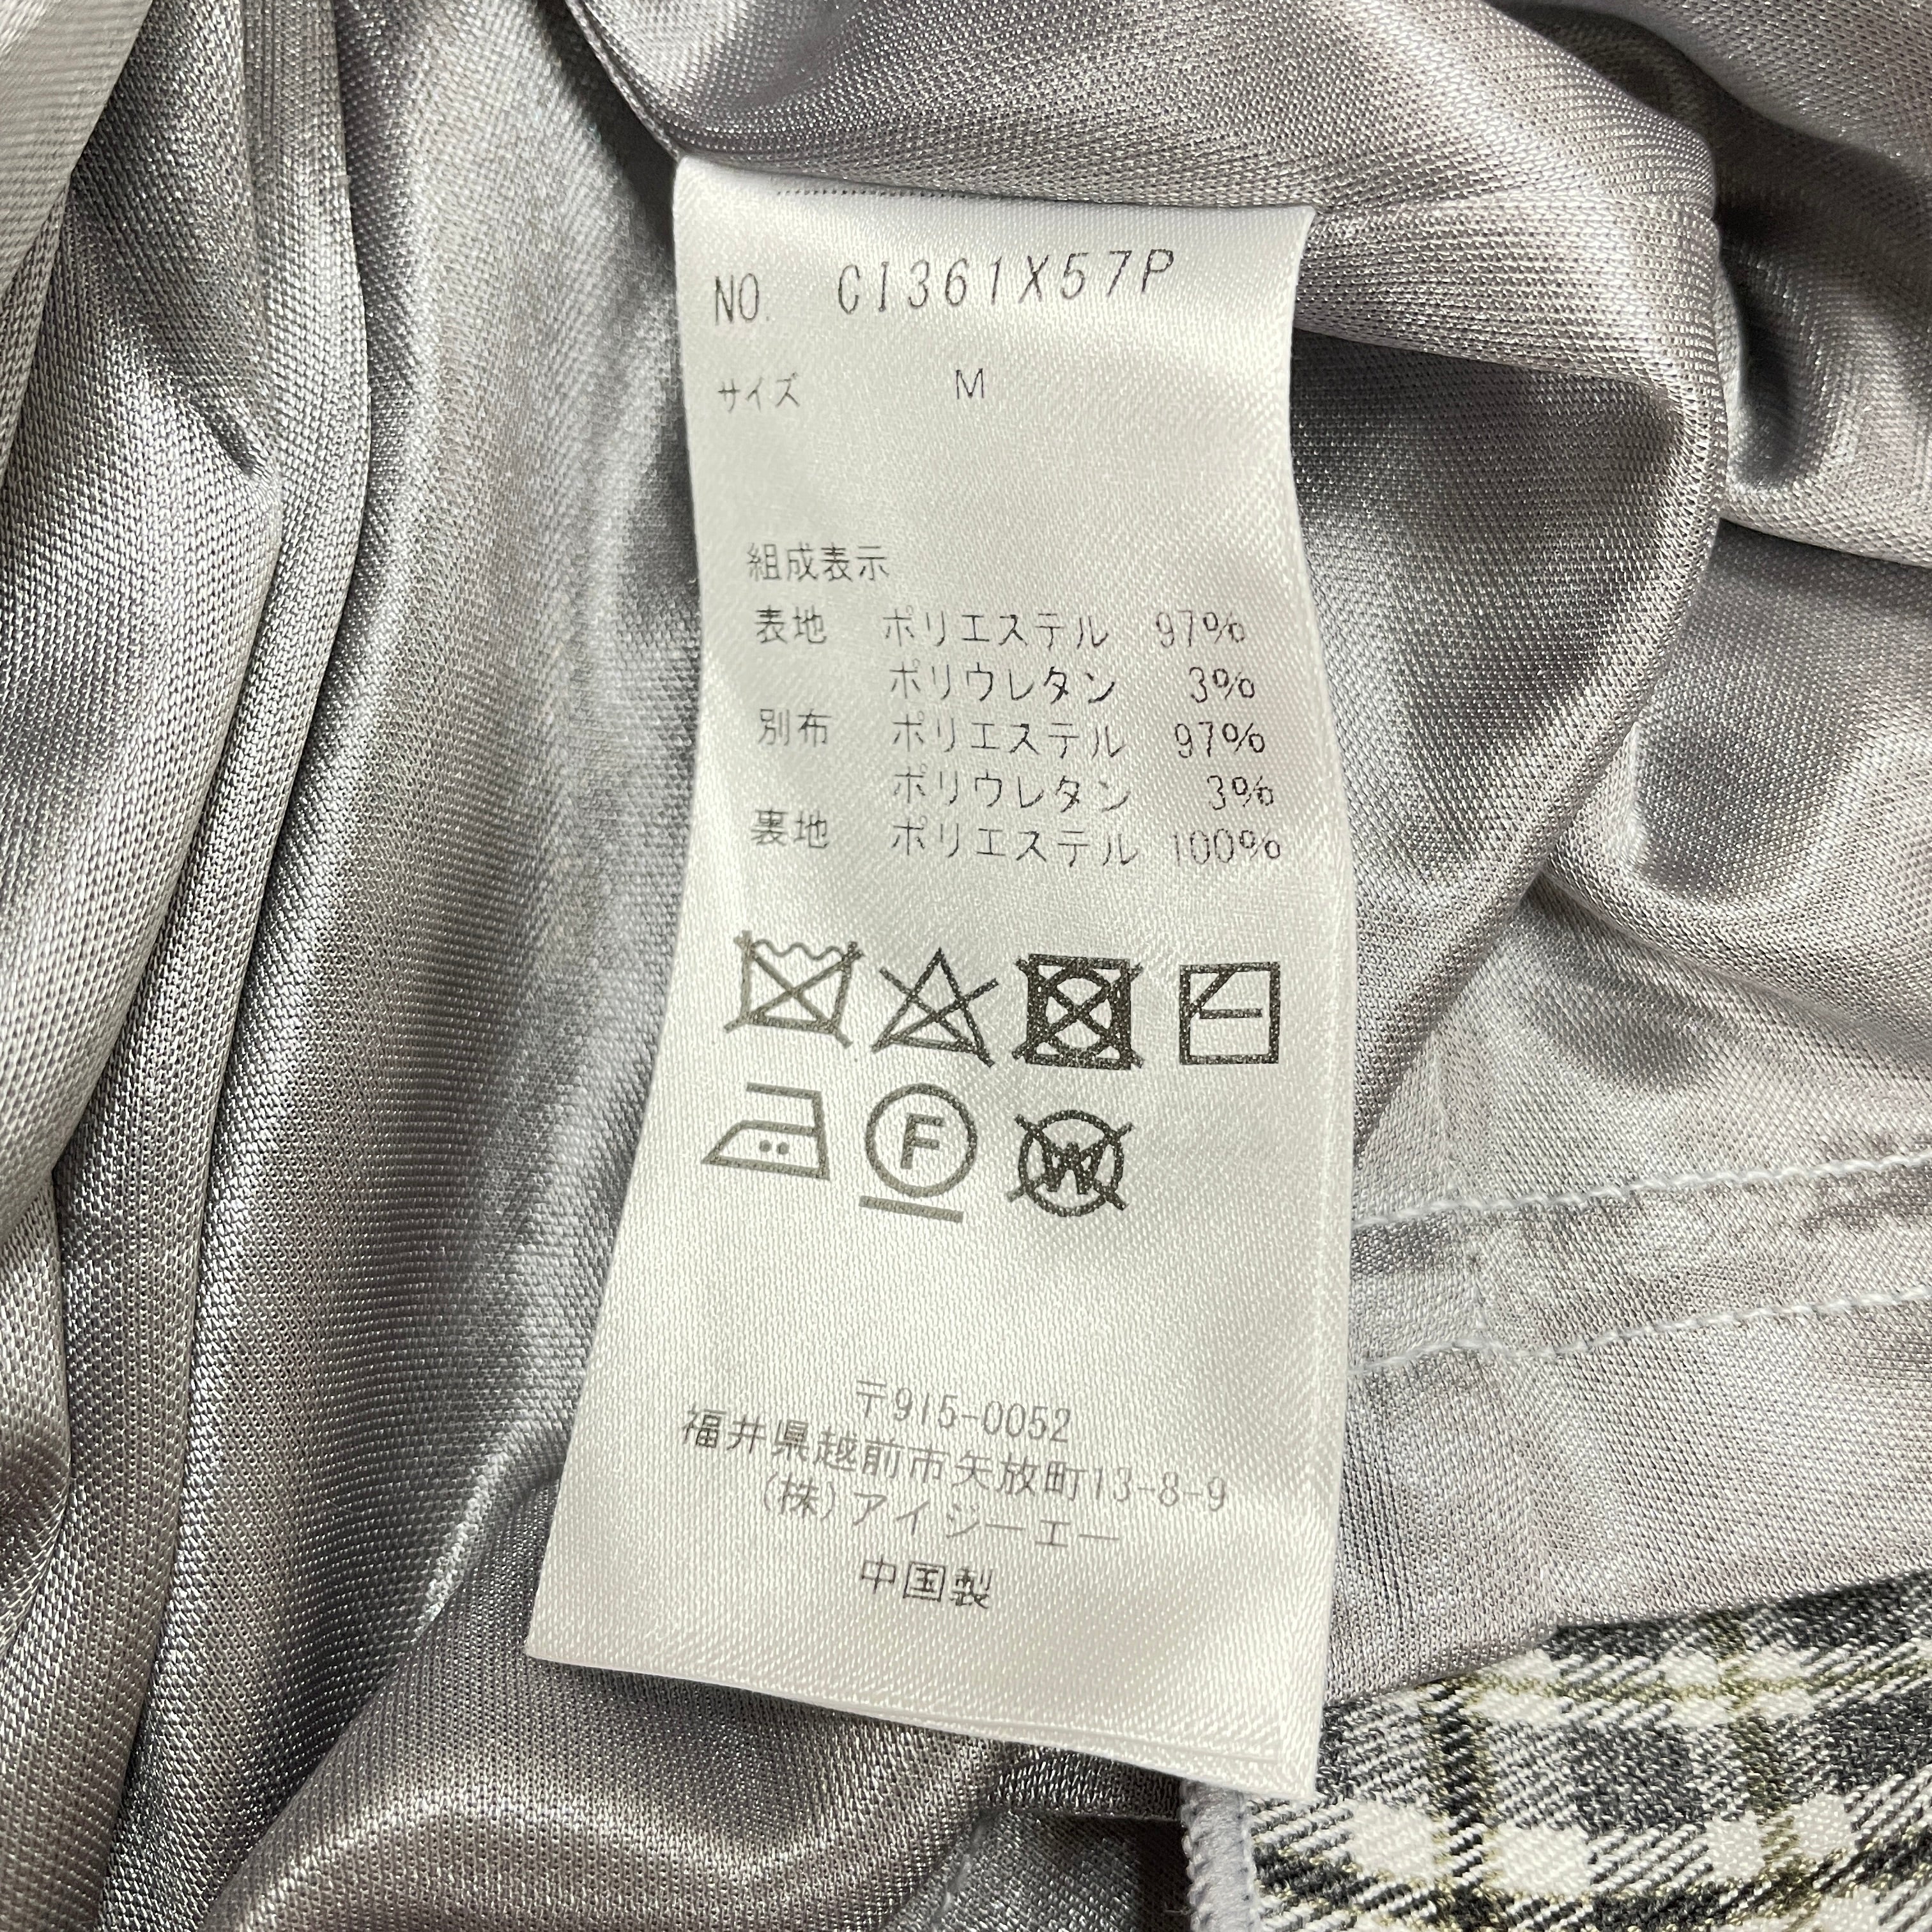 NO. CI361X57P
サイズ M
組成表示
表地 ポリエステル 97%
ポリウレタン 3%
別布 ポリエステル 97%
ポリウレタン 3%
裏地 ポリエステル 100%
F W
〒915-0052
福井県越前市矢放町13-8-9
(株)アイジーエー
中国製